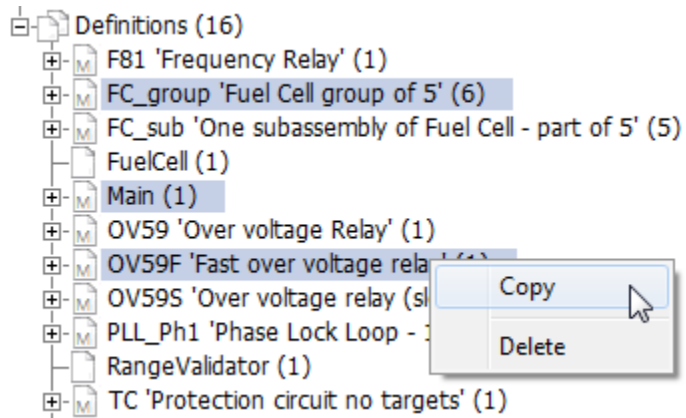 Definitions (16)
F81 'Frequency Relay' (1)
FC_group 'Fuel Cell group of 5' (6)
FC_sub 'One subassembly of Fuel Cell - part of 5' (5)
FuelCell (1)
Main (1)
OV59 'Over voltage Relay' (1)
OV59F 'Fast over voltage relay' (1)
OV59S 'Over voltage relay
Copy
PLL_Ph1 'Phase Lock Loop -
Delete
RangeValidator (1)
TC 'Protection circuit no targets' (1)